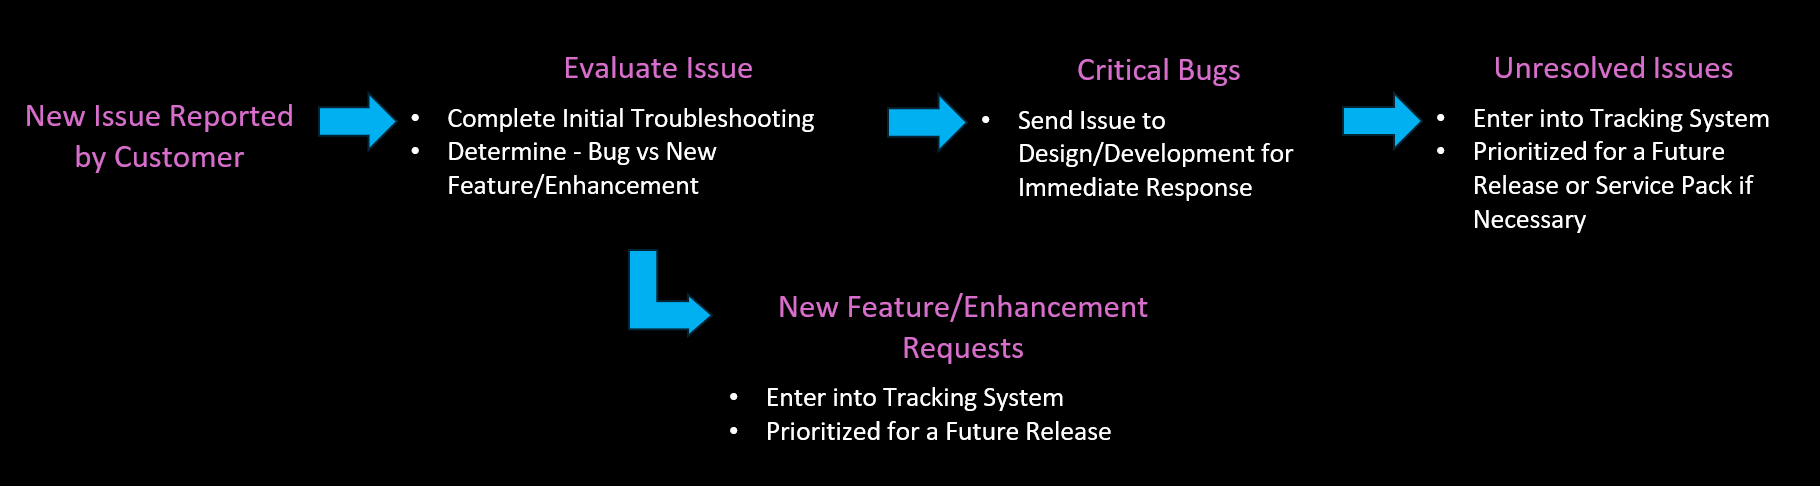 New Issue Reported
by Customer
Evaluate Issue
• Complete Initial Troubleshooting
• Determine - Bug vs New
Feature/Enhancement
Critical Bugs
• Send Issue to
Design/Development for
Immediate Response
Unresolved Issues
• Enter into Tracking System
• Prioritized for a Future
Release or Service Pack if
Necessary
New Feature/Enhancement
Requests
• Enter into Tracking System
• Prioritized for a Future Release